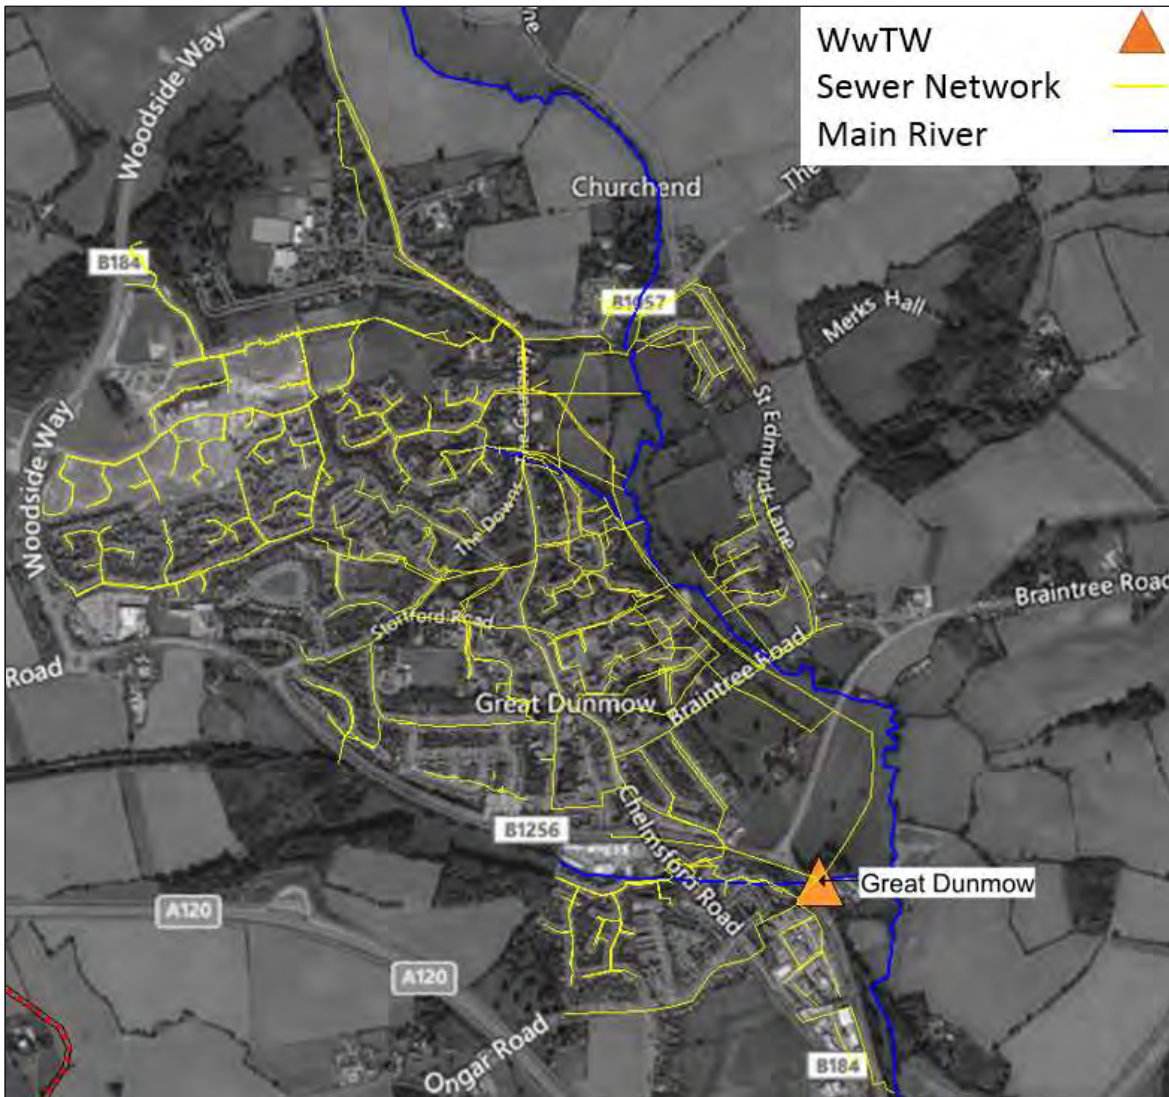 WwTW
Sewer Network
Main River
Woodside Way
Churchend
The
B184
B1057
Merks Hall
St Edmunds Lane
Woodside Way
The Downs
Braintree Road
Stortford Road
Road
Great Dunmow
Braintree Road
Chelmsford Road
B1256
Great Dunmow
A120
A120
Ongar Road
B184